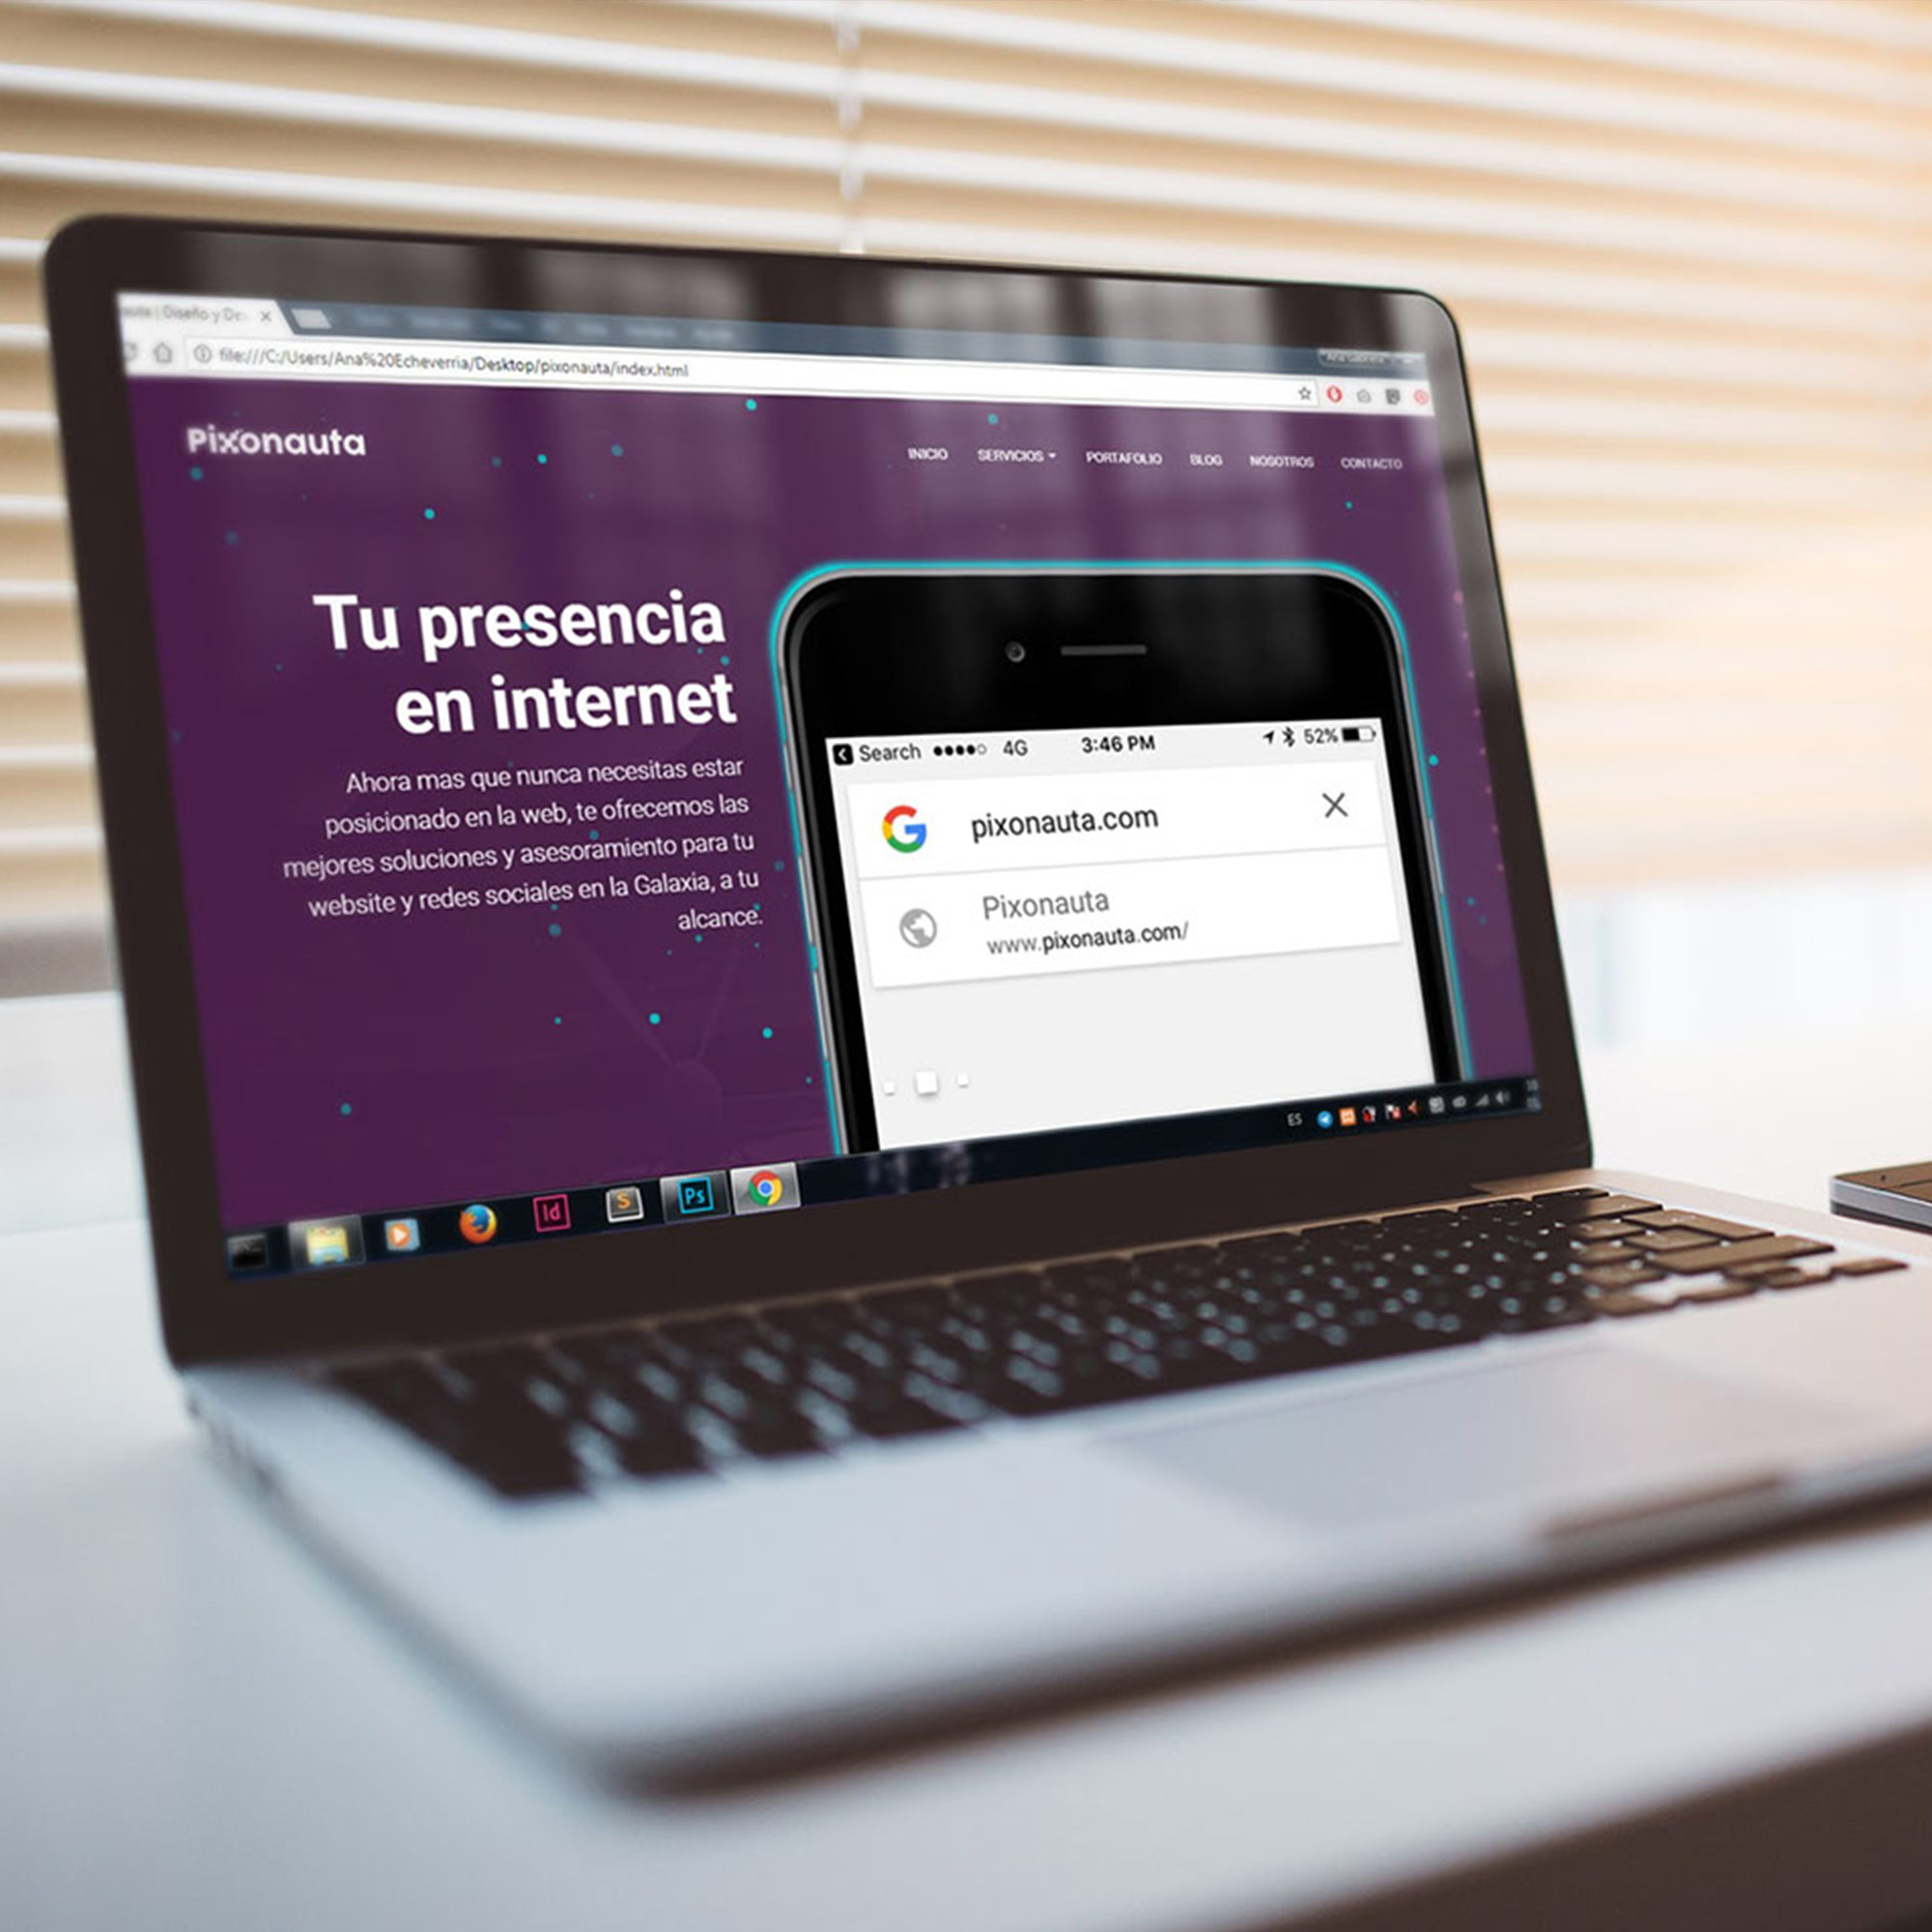 Diseño y De
file:///C:/Users/Ana%20Echeverria/Desktop/pixonauta/index.html
Pixonauta
INICIO SERVICIOS PORTAFOLIO BLOG NOSOTROS CONTACTO
Tu presencia
en internet
Ahora mas que nunca necesitas estar
posicionado en la web, te ofrecemos las
mejores soluciones y asesoramiento para tu
website y redes sociales en la Galaxia, a tu
alcance.
Search 4G 3:46 PM 52%
pixonauta.com
Pixonauta
www.pixonauta.com/
ES
Id S Ps